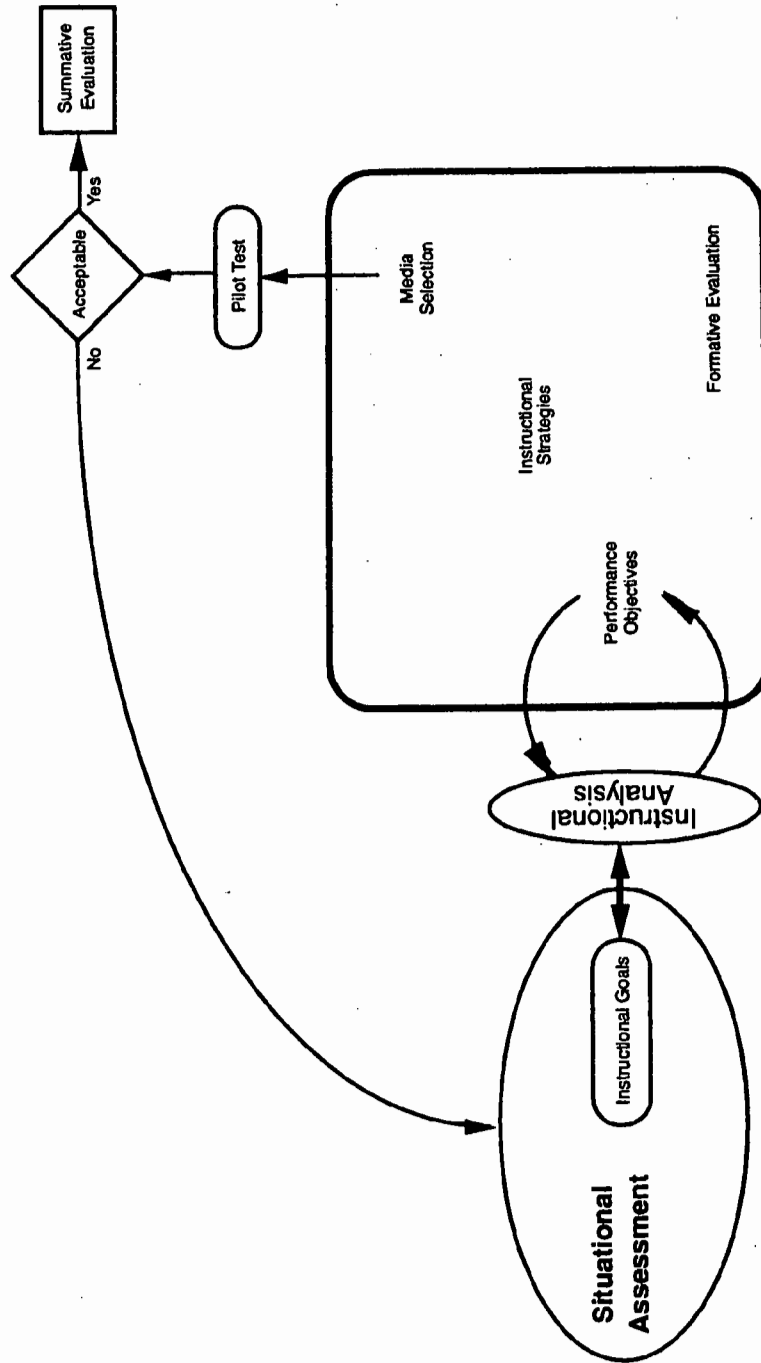 Situational
Assessment
Instructional Goals
Instructional
Analysis
Performance
Objectives
Instructional
Strategies
Media
Selection
Formative Evaluation
Pilot Test
Acceptable
No
Yes
Summative
Evaluation